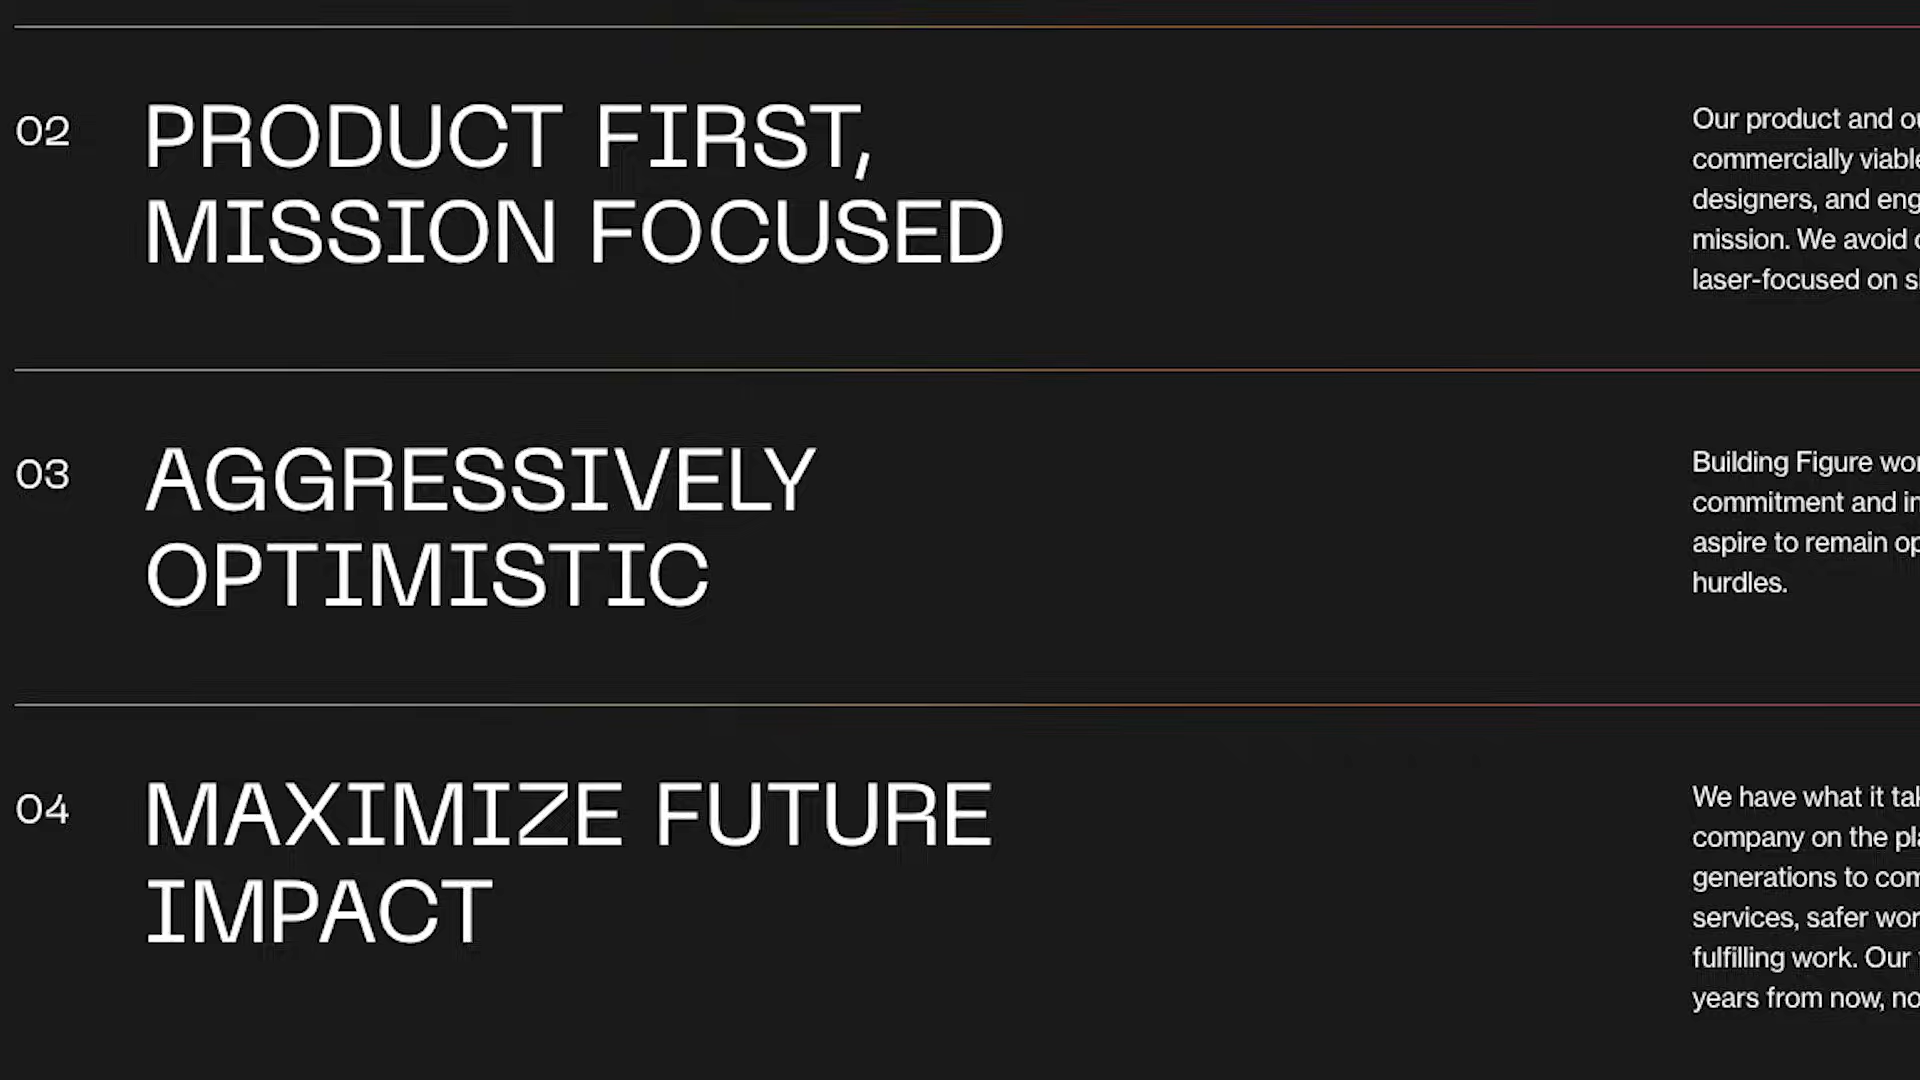 02
PRODUCT FIRST,
MISSION FOCUSED
Our product and
commercially
designers, and
mission. We avoid
laser-focused on
03
AGGRESSIVELY
OPTIMISTIC
Building Figure
commitment and
aspire to remain
hurdles.
04
MAXIMIZE FUTURE
IMPACT
We have what it
company on the
generations to
services, safer
fulfilling work. Our
years from now,